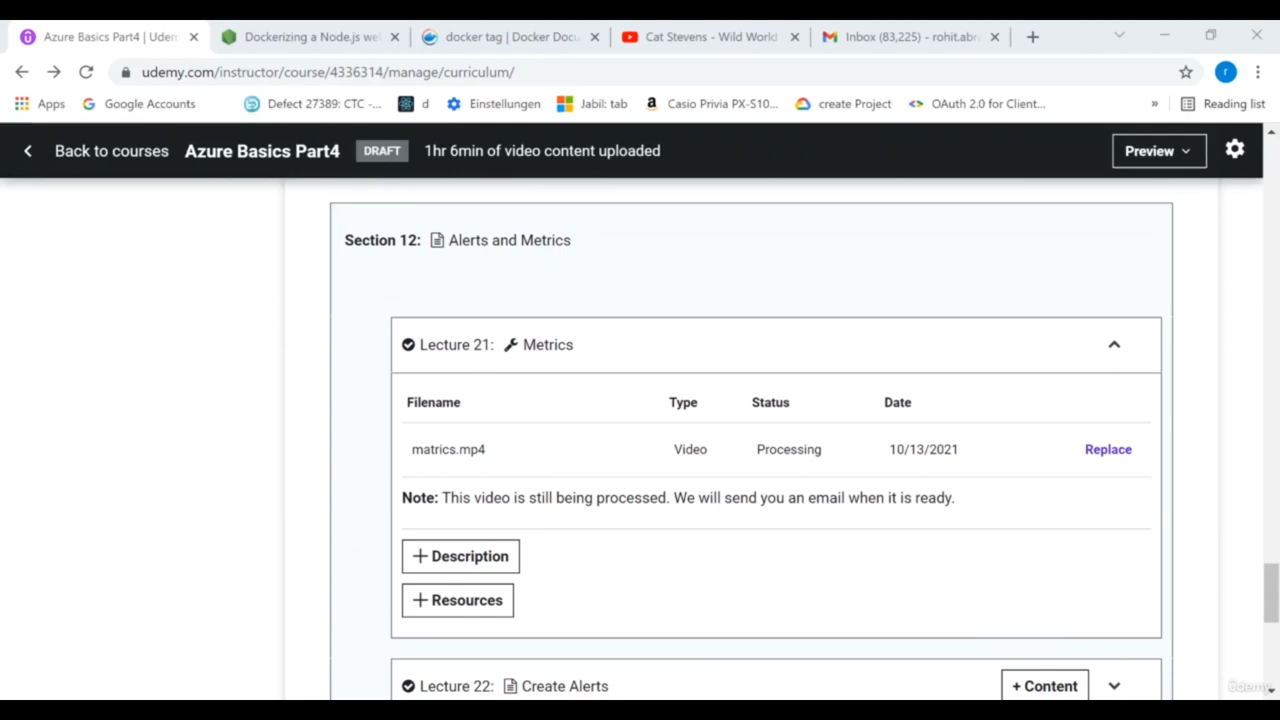 Azure Basics Part4 | Udem
Dockerizing a Node.js we
docker tag | Docker Docu
Cat Stevens - Wild World
Inbox (83,225) - rohit.abr
udemy.com/instructor/course/4336314/manage/curriculum/
r
Apps
Google Accounts
Defect 27389: CTC -...
d
Einstellungen
Jabil: tab
Casio Privia PX-S10...
create Project
OAuth 2.0 for Client...
»
Reading list
Back to courses
Azure Basics Part4
DRAFT
1hr 6min of video content uploaded
Preview
Section 12: Alerts and Metrics
Lecture 21: Metrics
Filename Type Status Date
matrics.mp4 Video Processing 10/13/2021 Replace
Note: This video is still being processed. We will send you an email when it is ready.
+ Description
+ Resources
Lecture 22: Create Alerts
+ Content
ûdemy